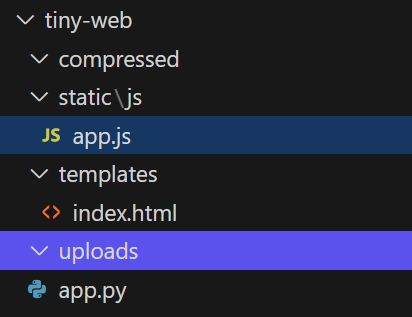 tiny-web
compressed
static\js
JS app.js
templates
<> index.html
uploads
app.py